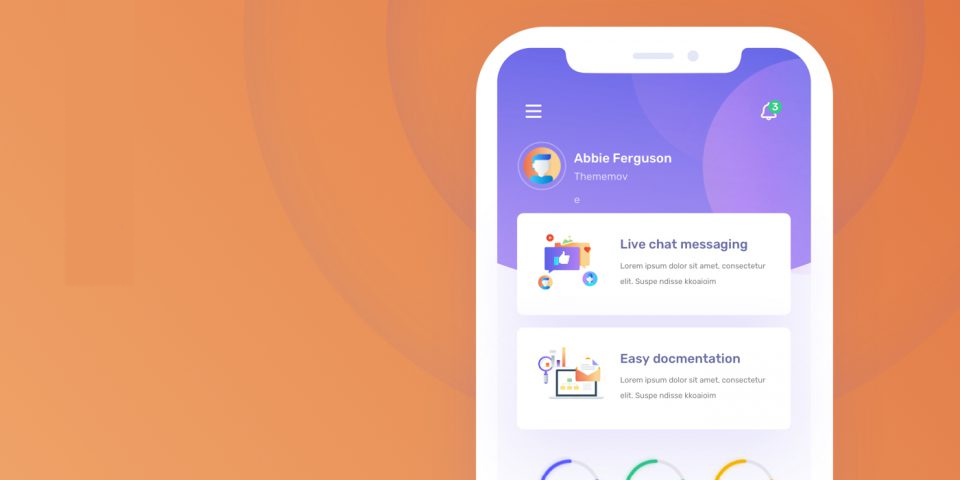 3
Abbie Ferguson
Thememov
e
Live chat messaging
Lorem ipsum dolor sit amet, consectetur
elit. Suspe ndisse kkoaioim
Easy docmentation
Lorem ipsum dolor sit amet, consectetur
elit. Suspe ndisse kkoaioim